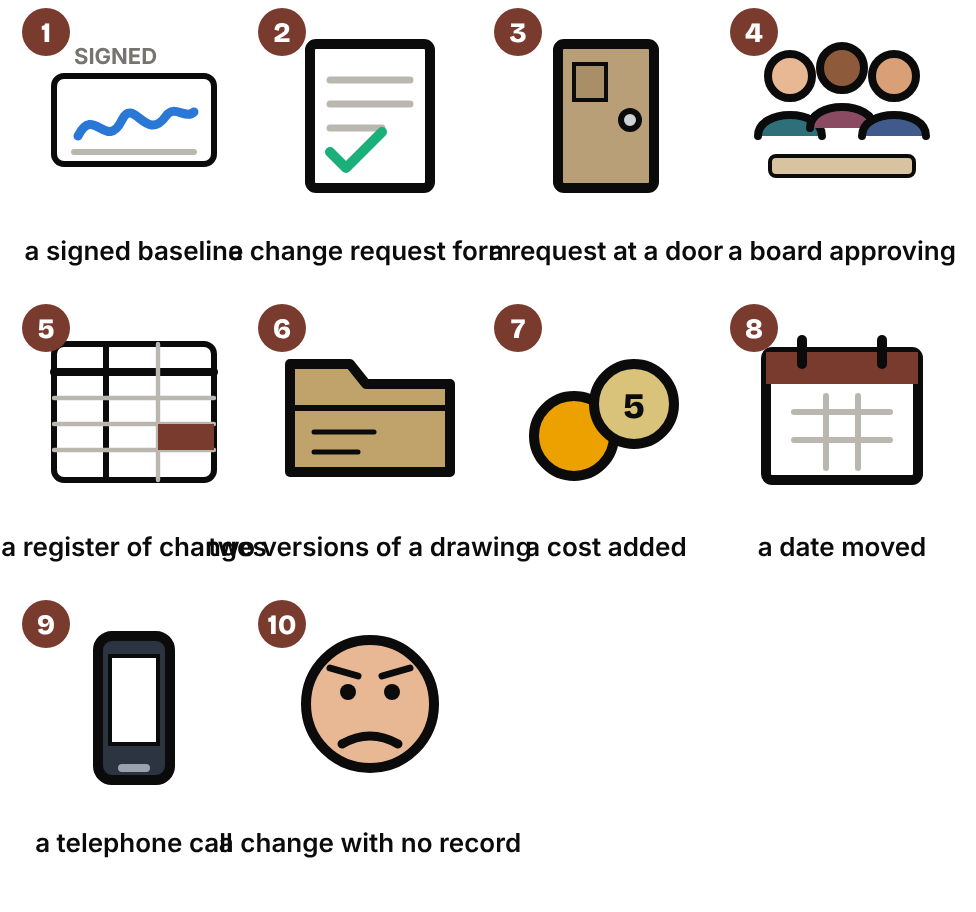 1
SIGNED
a signed baseline
2
a change request form
3
a request at a door
4
a board approving
5
a register of changes
6
two versions of a drawing
7
5
a cost added
8
a date moved
9
a telephone call
10
a change with no record